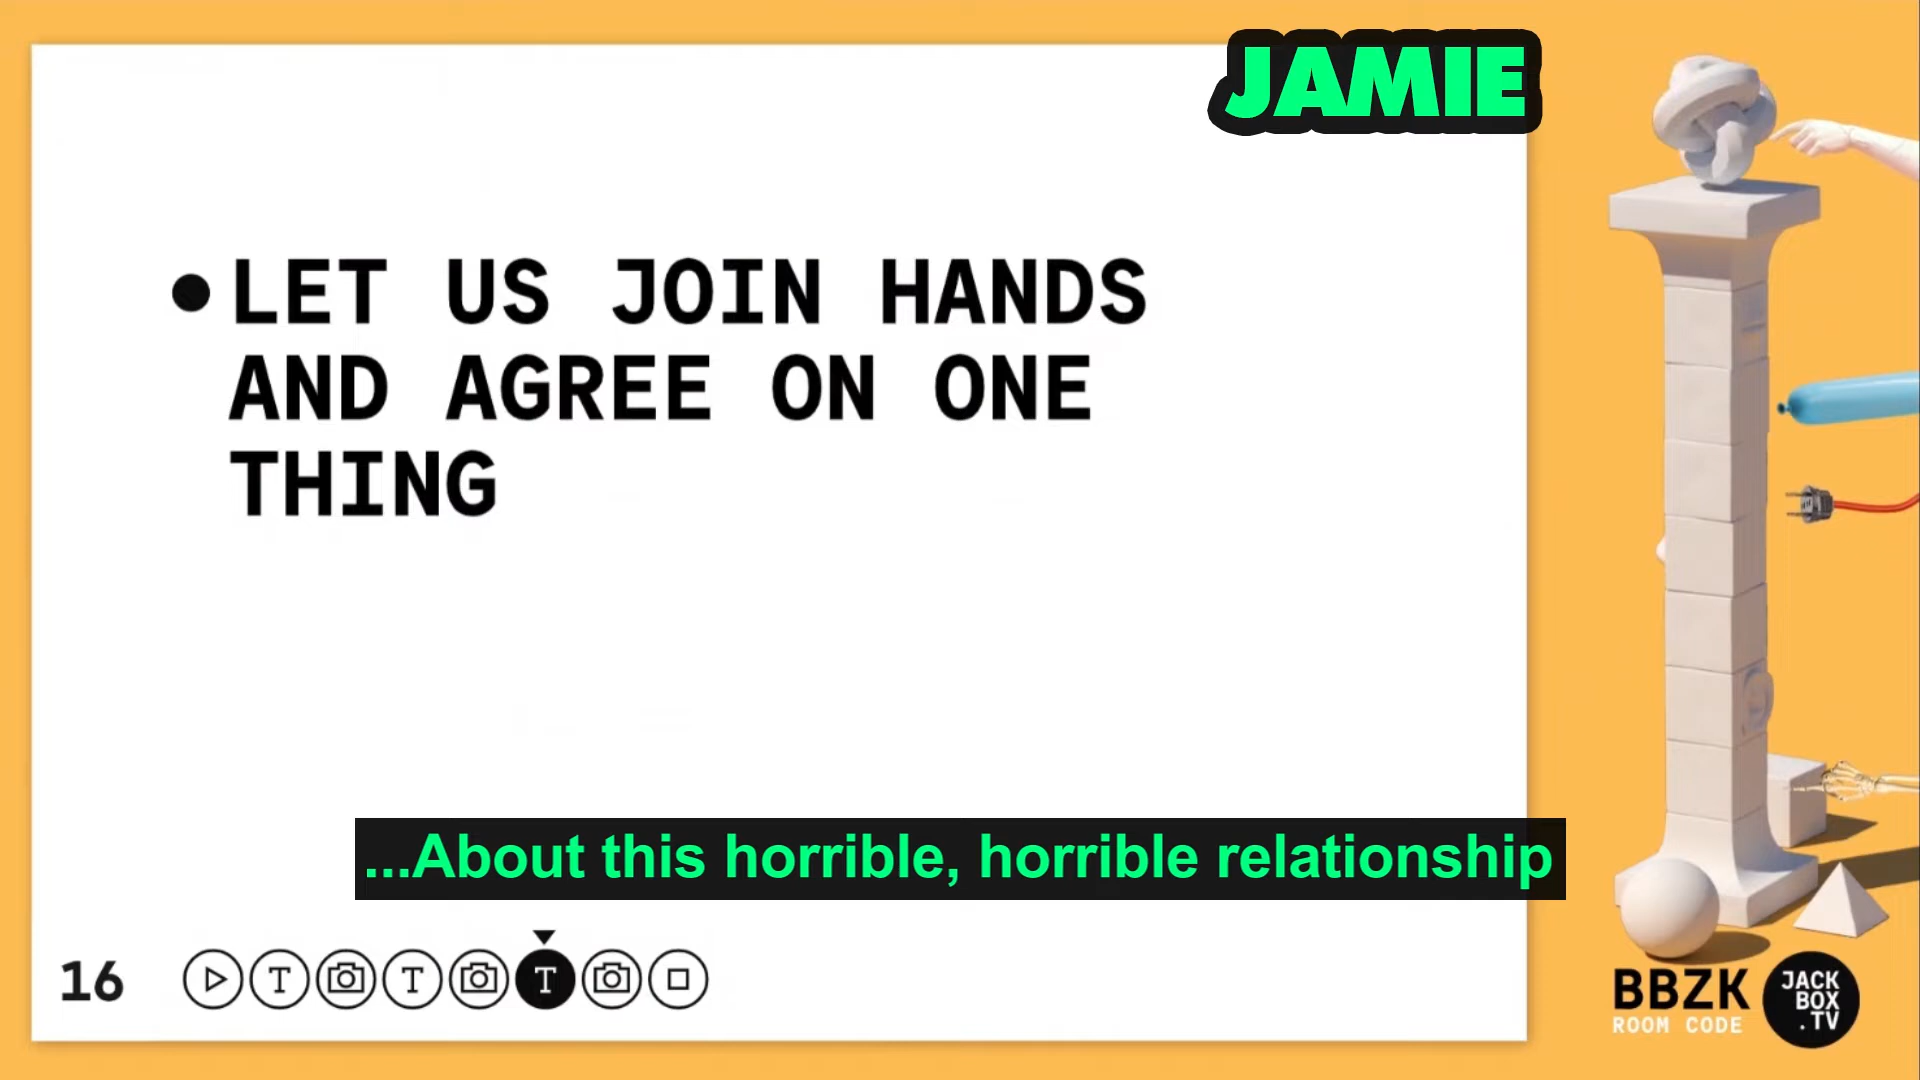 JAMIE
•LET US JOIN HANDS
AND AGREE ON ONE
THING
...About this horrible, horrible relationship
16
T
T
T
BBZK
ROOM CODE
JACK
BOX
.TV